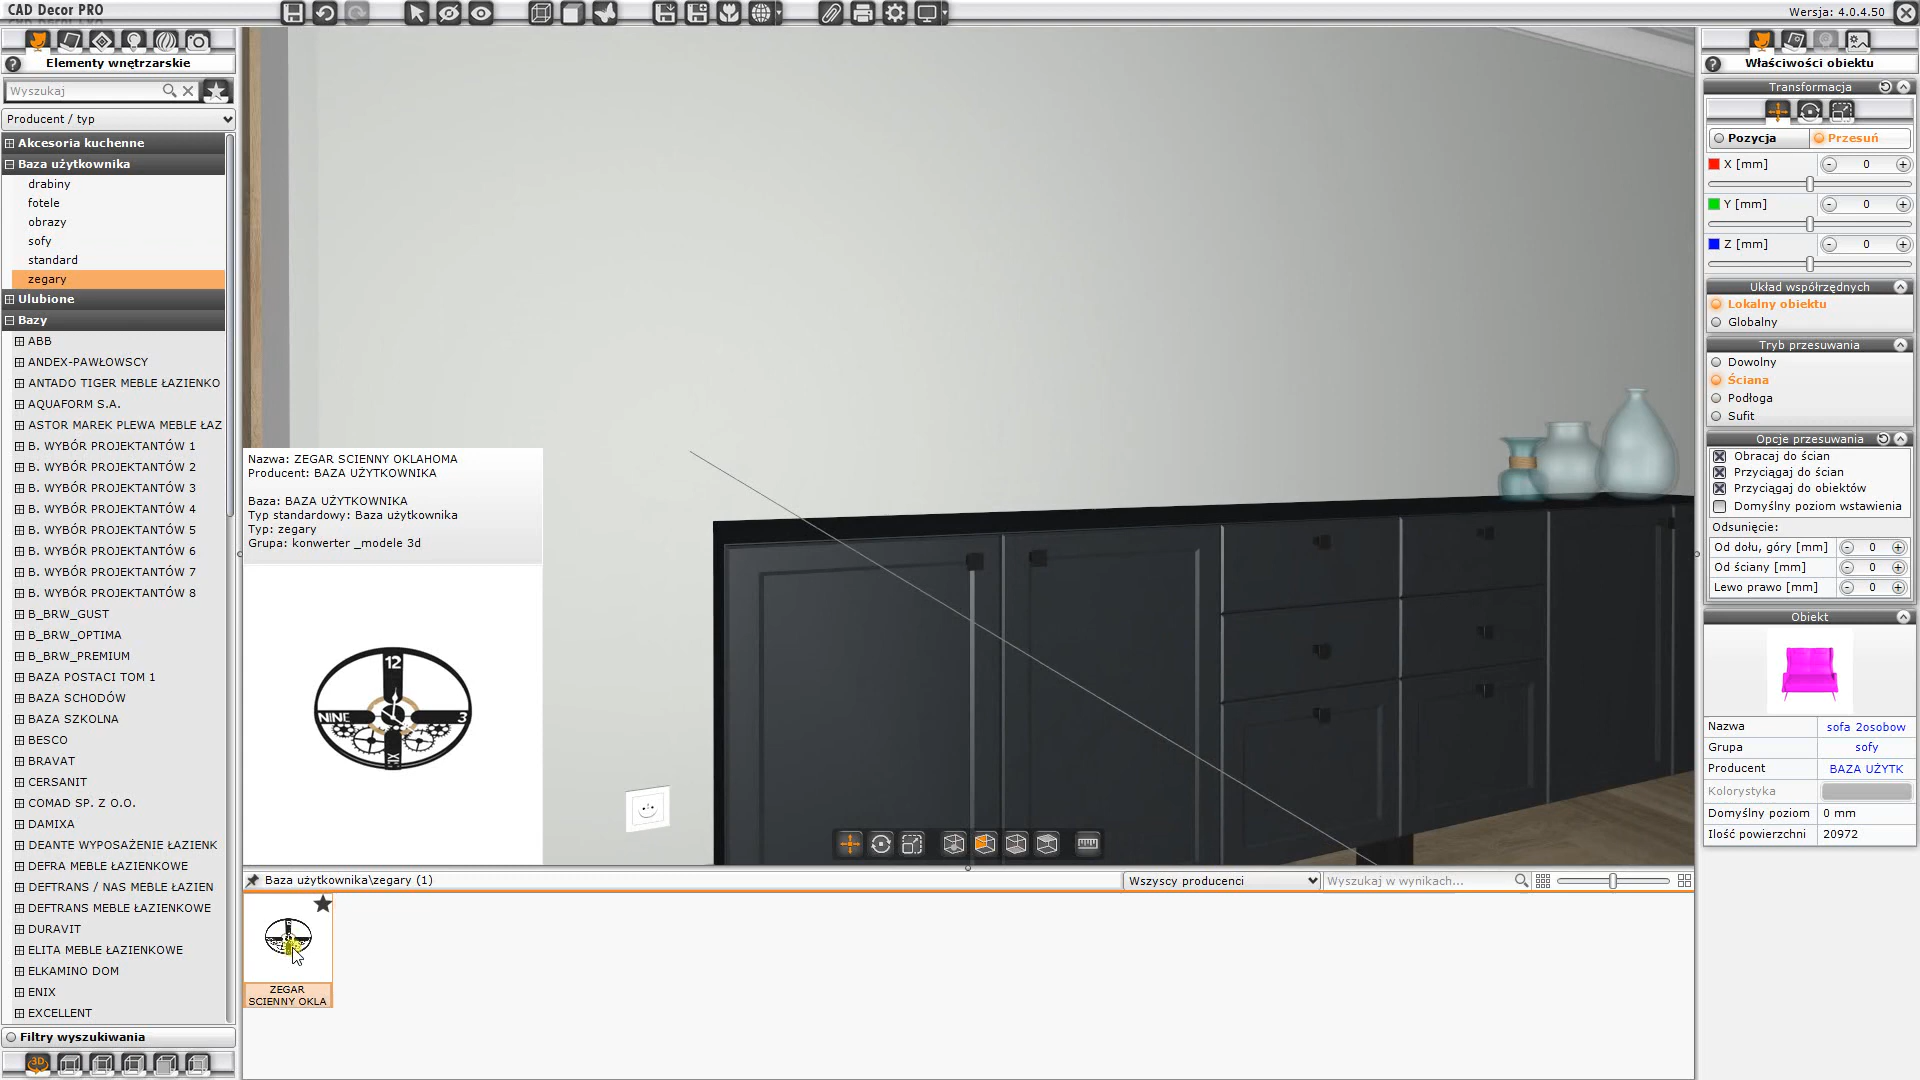 CAD Decor PRO
Wersja: 4.0.4.50
Elementy wnętrzarskie
Wyszukaj
Producent / typ
Akcesoria kuchenne
Baza użytkownika
drabiny
fotele
obrazy
sofy
standard
zegary
Ulubione
Bazy
ABB
ANDEX-PAWŁOWSCY
ANTADO TIGER MEBLE ŁAZIENKO
AQUAFORM S.A.
ASTOR MAREK PLEWA MEBLE ŁAZ
B. WYBÓR PROJEKTANTÓW 1
B. WYBÓR PROJEKTANTÓW 2
B. WYBÓR PROJEKTANTÓW 3
B. WYBÓR PROJEKTANTÓW 4
B. WYBÓR PROJEKTANTÓW 5
B. WYBÓR PROJEKTANTÓW 6
B. WYBÓR PROJEKTANTÓW 7
B. WYBÓR PROJEKTANTÓW 8
B_BRW_GUST
B_BRW_OPTIMA
B_BRW_PREMIUM
BAZA POSTACI TOM 1
BAZA SCHODÓW
BAZA SZKOLNA
BESCO
BRAVAT
CERSANIT
COMAD SP. Z O.O.
DAMIXA
DEANTE WYPOSAŻENIE ŁAZIENK
DEFRA MEBLE ŁAZIENKOWE
DEFTRANS / NAS MEBLE ŁAZIEN
DEFTRANS MEBLE ŁAZIENKOWE
DURAVIT
ELITA MEBLE ŁAZIENKOWE
ELKAMINO DOM
ENIX
EXCELLENT
Filtry wyszukiwania
3D
Nazwa: ZEGAR SCIENNY OKLAHOMA
Producent: BAZA UŻYTKOWNIKA
Baza: BAZA UŻYTKOWNIKA
Typ standardowy: Baza użytkownika
Typ: zegary
Grupa: konwerter _modele 3d
12
NINE
3
Baza użytkownika\zegary (1)
Wszyscy producenci
Wyszukaj w wynikach...
ZEGAR
SCIENNY OKLA
Właściwości obiektu
Transformacja
Pozycja
Przesuń
X [mm] - 0 +
Y [mm] - 0 +
Z [mm] - 0 +
Układ współrzędnych
Lokalny obiektu
Globalny
Tryb przesuwania
Dowolny
Ściana
Podłoga
Sufit
Opcje przesuwania
Obracaj do ścian
Przyciągaj do ścian
Przyciągaj do obiektów
Domyślny poziom wstawienia
Odsunięcie:
Od dołu, góry [mm] - 0 +
Od ściany [mm] - 0 +
Lewo prawo [mm] - 0 +
Obiekt
Nazwa sofa 2osobow
Grupa sofy
Producent BAZA UŻYTK
Kolorystyka
Domyślny poziom 0 mm
Ilość powierzchni 20972